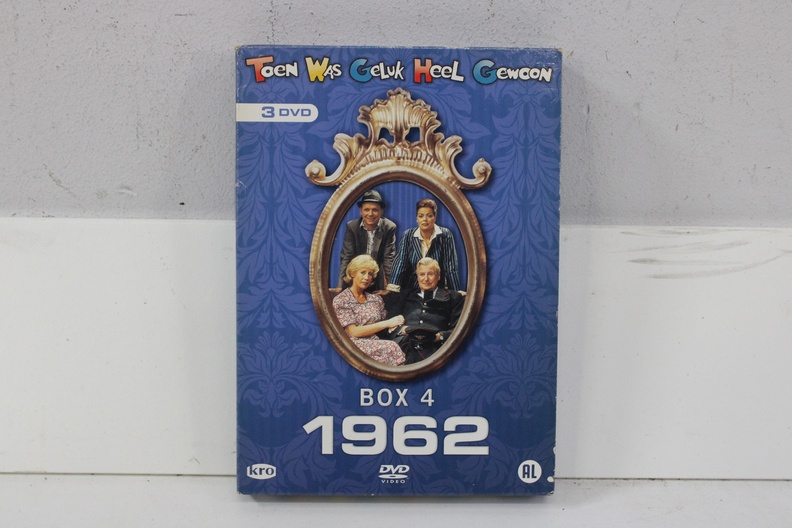 Toen Was Geluk Heel Gewoon
3 DVD
BOX 4
1962
kro
DVD
VIDEO
AL